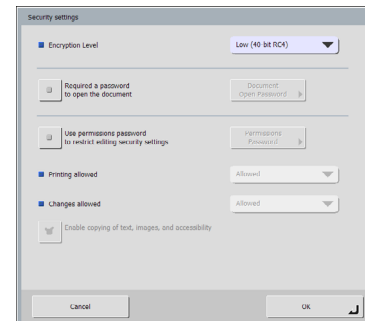 Security settings
Encryption Level
Low (40-bit RC4)
Required a password
to open the document
Document
Open Password
Use permissions password
to restrict editing security settings
Permissions
Password
Printing allowed
Allowed
Changes allowed
Allowed
Enable copying of text, images, and accessibility
Cancel
OK